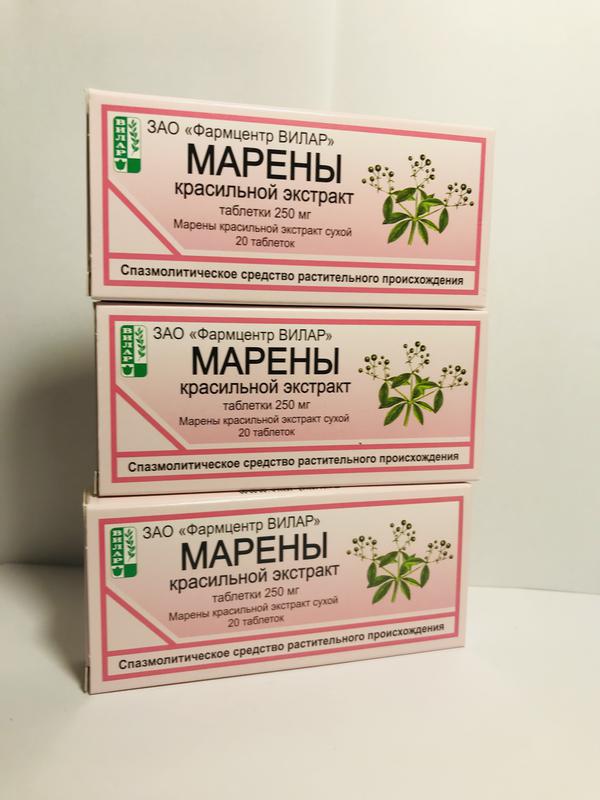 ВИЛАР
ЗАО «Фармцентр ВИЛАР»
МАРЕНЫ
красильной экстракт
таблетки 250 мг
Марены красильной экстракт сухой
20 таблеток
Спазмолитическое средство растительного происхождения
ВИЛАР
ЗАО «Фармцентр ВИЛАР»
МАРЕНЫ
красильной экстракт
таблетки 250 мг
Марены красильной экстракт сухой
20 таблеток
Спазмолитическое средство растительного происхождения
ВИЛАР
ЗАО «Фармцентр ВИЛАР»
МАРЕНЫ
красильной экстракт
таблетки 250 мг
Марены красильной экстракт сухой
20 таблеток
Спазмолитическое средство растительного происхождения